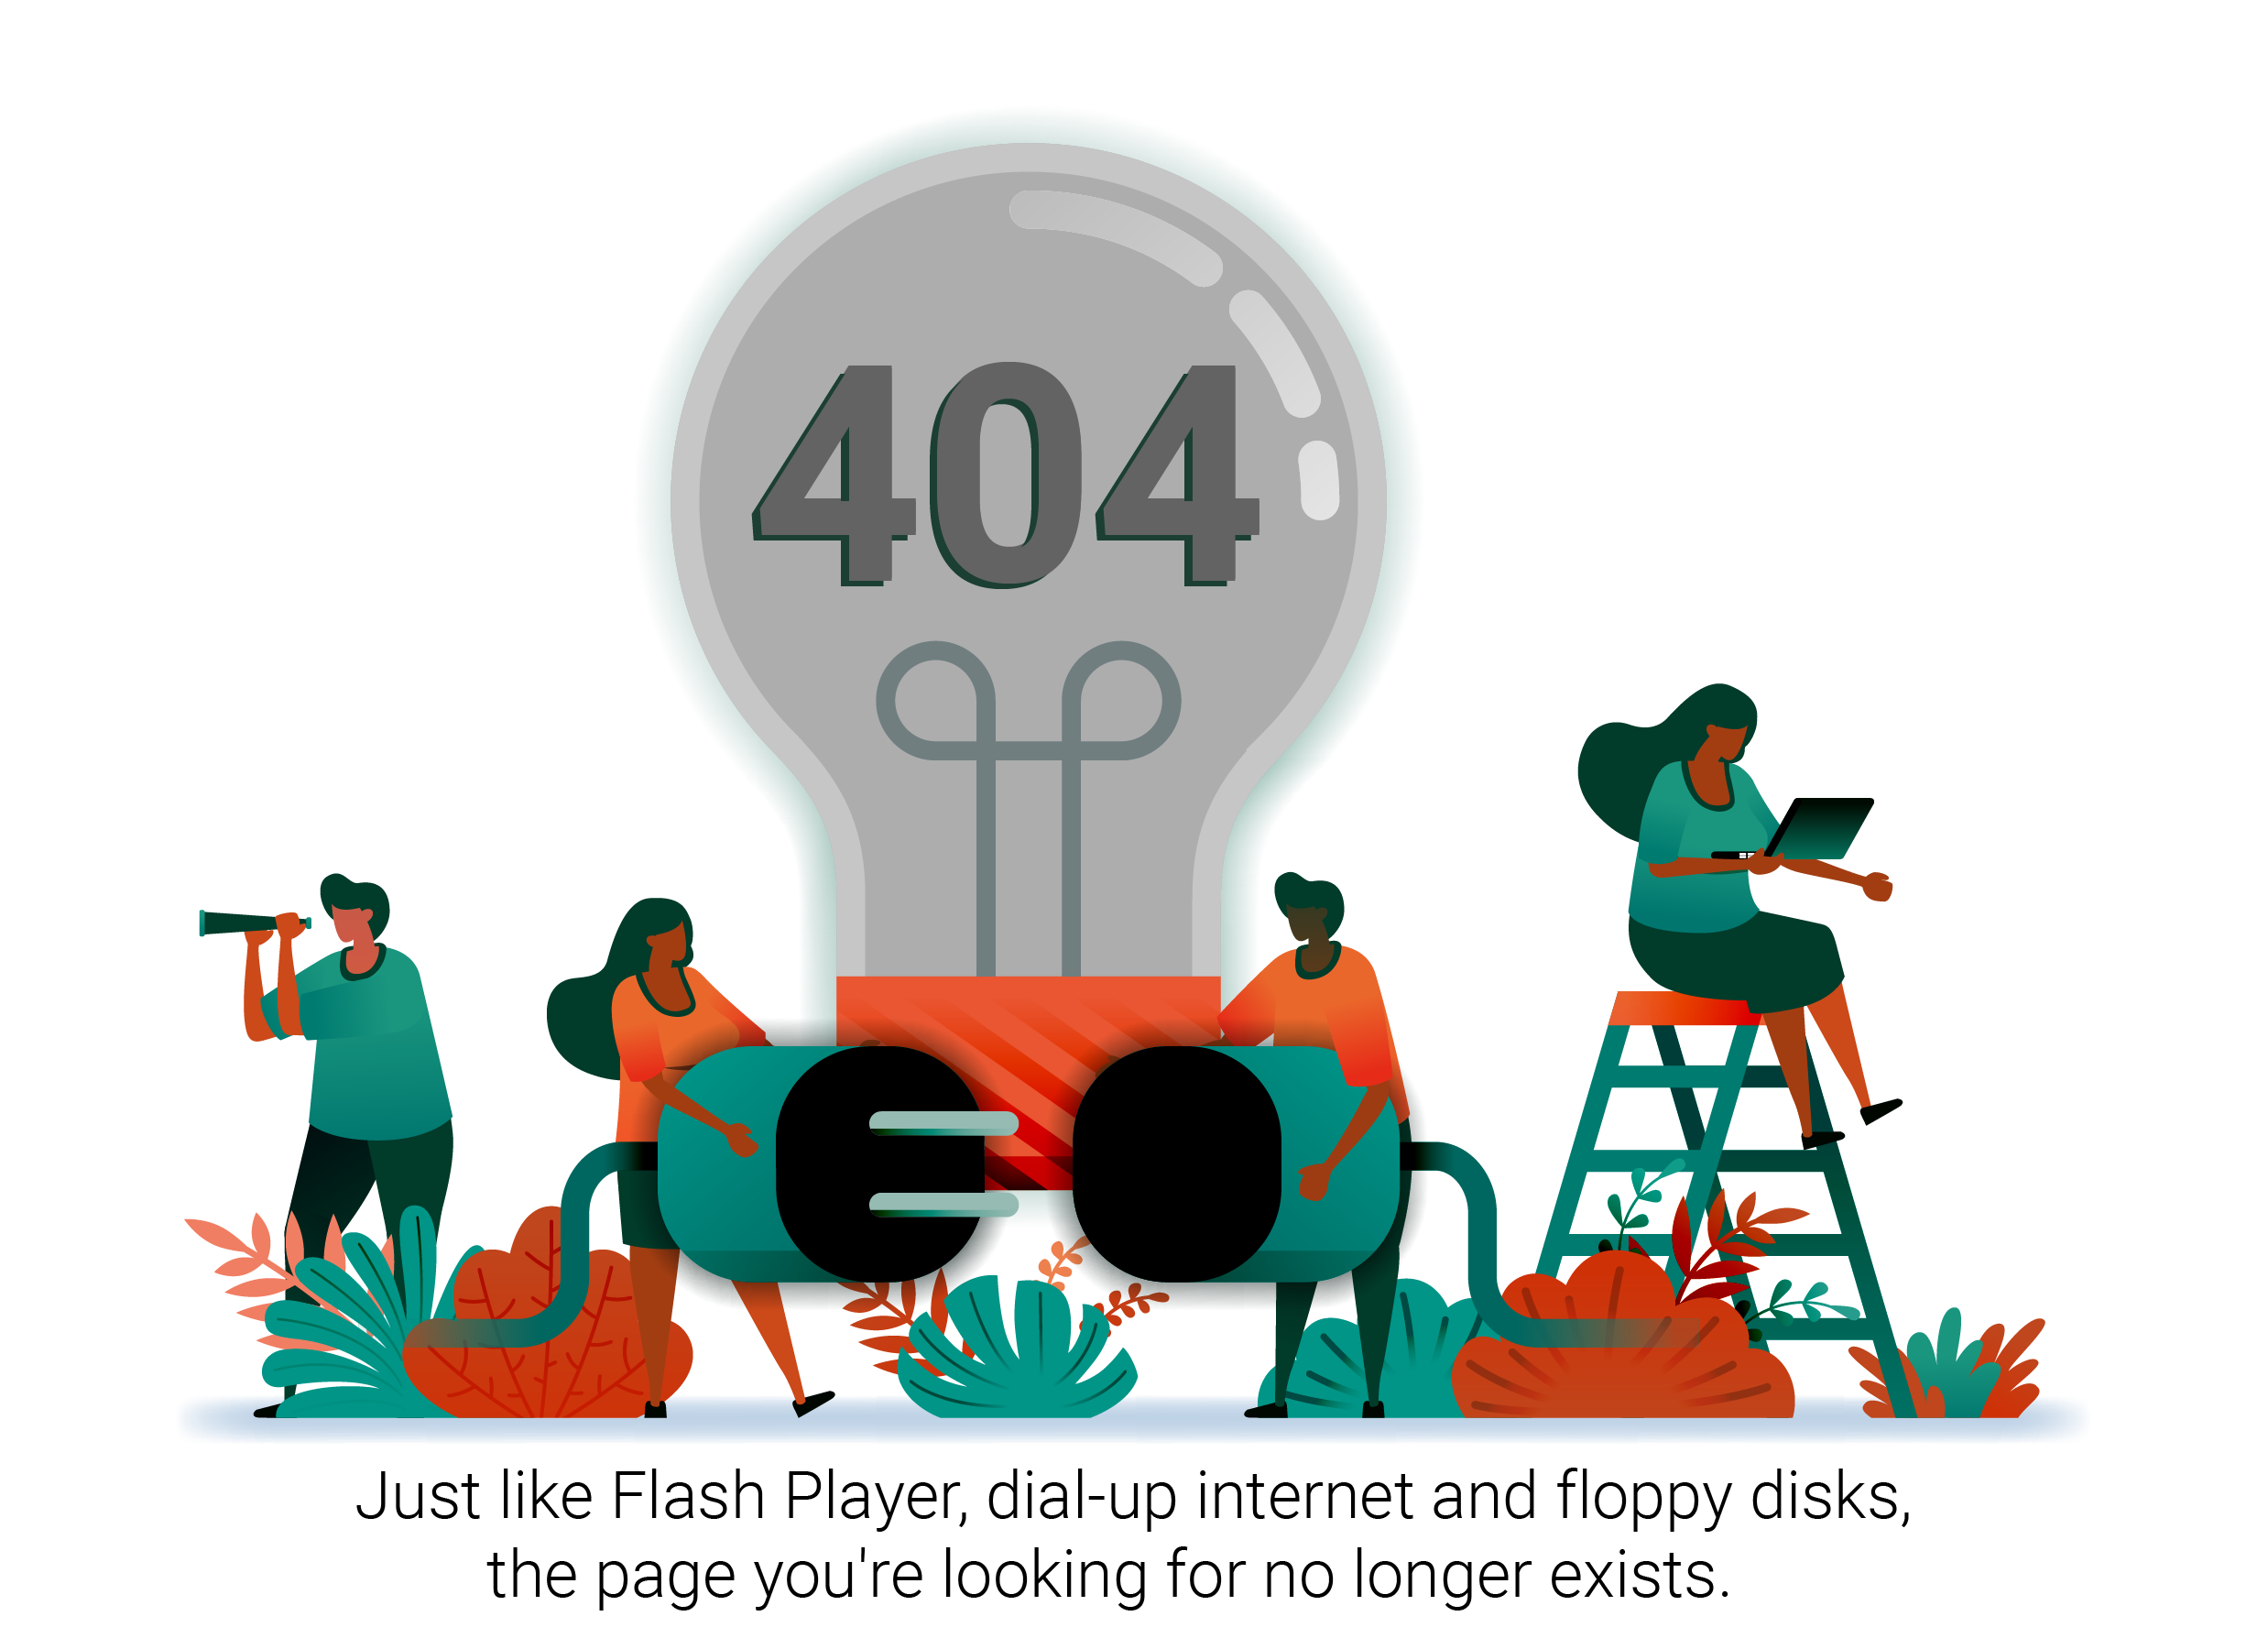 404
Just like Flash Player, dial-up internet and floppy disks,
the page you're looking for no longer exists.